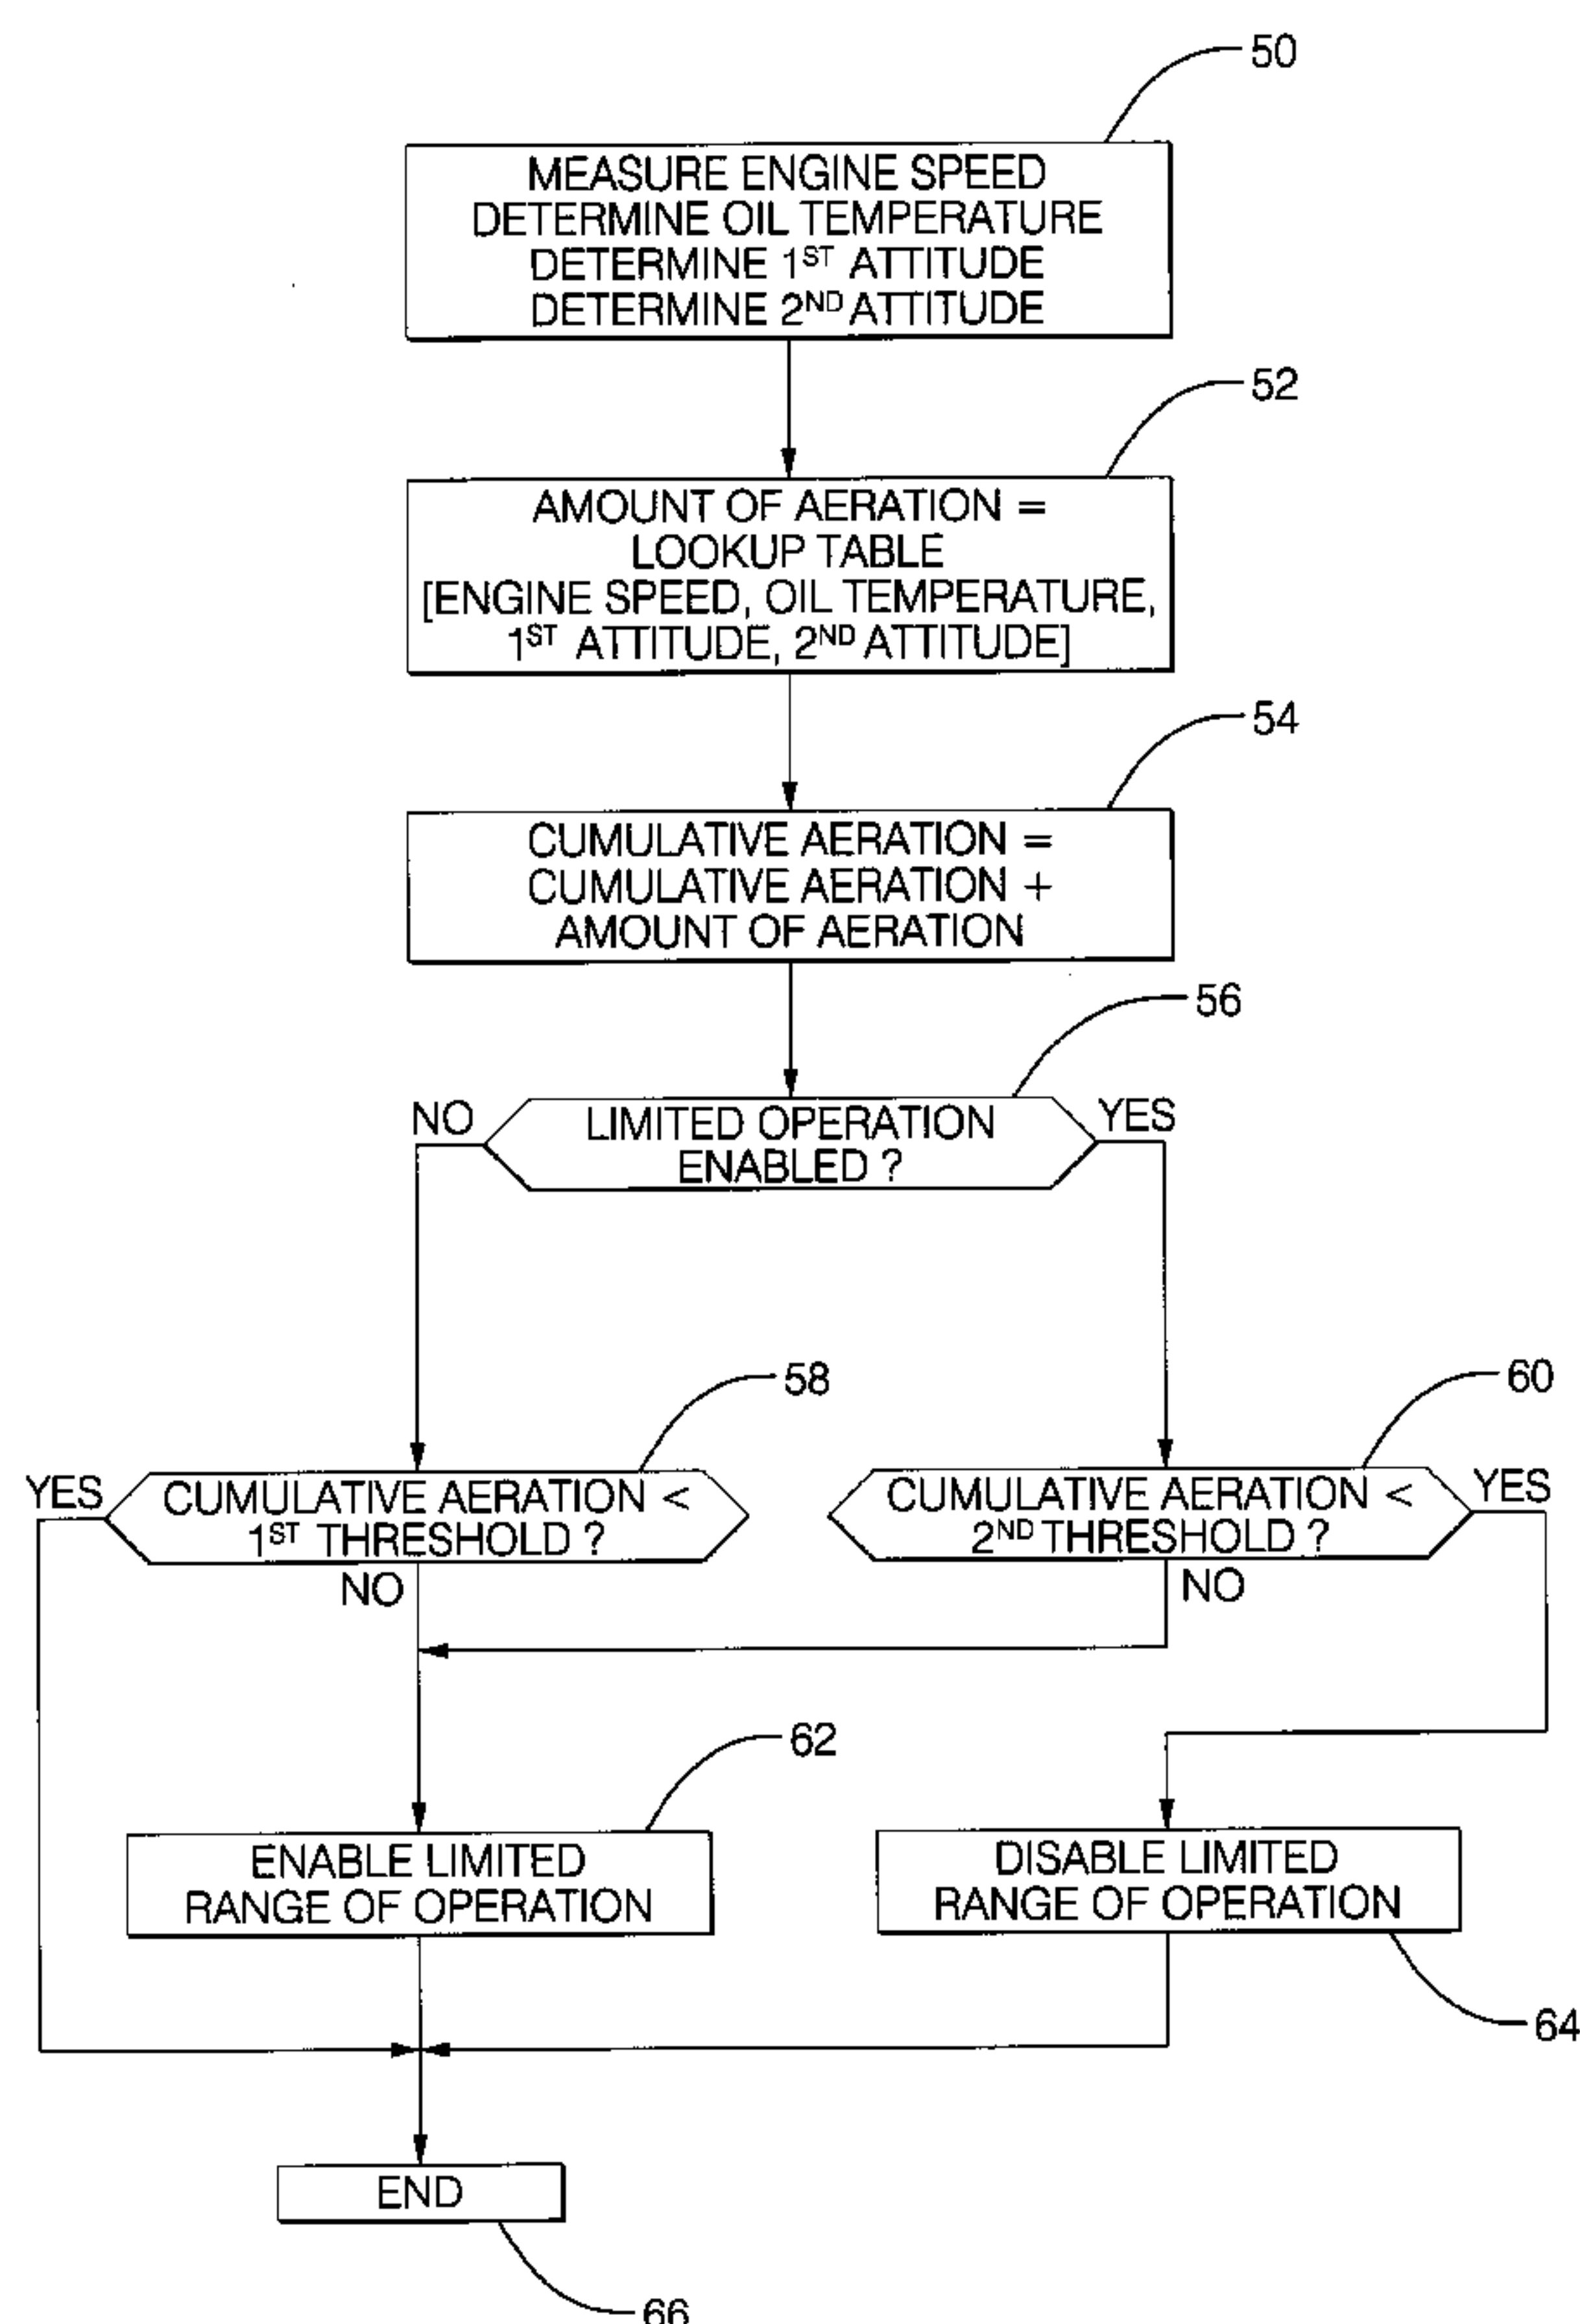 50
MEASURE ENGINE SPEED
DETERMINE OIL TEMPERATURE
DETERMINE 1ST ATTITUDE
DETERMINE 2ND ATTITUDE
52
AMOUNT OF AERATION =
LOOKUP TABLE
[ENGINE SPEED, OIL TEMPERATURE,
1ST ATTITUDE, 2ND ATTITUDE]
54
CUMULATIVE AERATION =
CUMULATIVE AERATION +
AMOUNT OF AERATION
56
NO
LIMITED OPERATION
ENABLED ?
YES
58
60
YES
CUMULATIVE AERATION <
1ST THRESHOLD ?
NO
CUMULATIVE AERATION <
2ND THRESHOLD ?
YES
NO
62
ENABLE LIMITED
RANGE OF OPERATION
DISABLE LIMITED
RANGE OF OPERATION
64
END
66